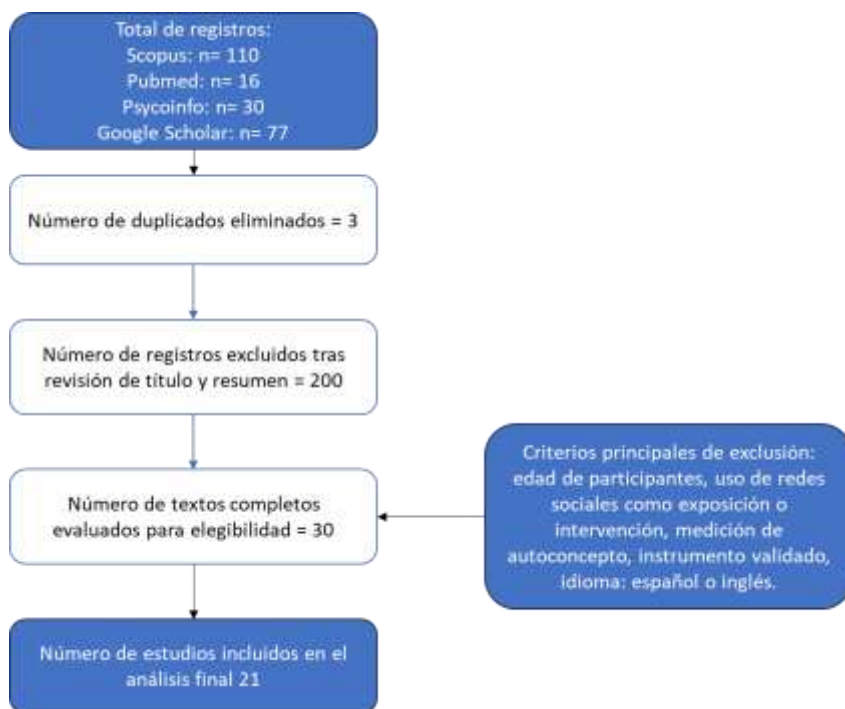 Total de registros:
Scopus: n= 110
Pubmed: n= 16
Psycoinfo: n= 30
Google Scholar: n= 77
Número de duplicados eliminados = 3
Número de registros excluidos tras
revisión de título y resumen = 200
Número de textos completos
evaluados para elegibilidad = 30
Criterios principales de exclusión:
edad de participantes, uso de redes
sociales como exposición o
intervención, medición de
autoconcepto, instrumento validado,
idioma: español o inglés.
Número de estudios incluidos en el
análisis final 21